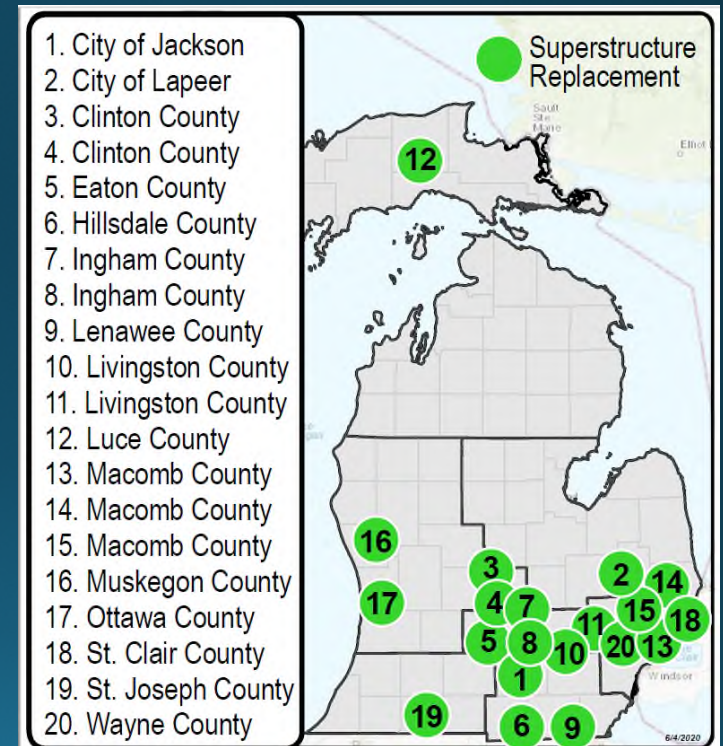 1. City of Jackson
2. City of Lapeer
3. Clinton County
4. Clinton County
5. Eaton County
6. Hillsdale County
7. Ingham County
8. Ingham County
9. Lenawee County
10. Livingston County
11. Livingston County
12. Luce County
13. Macomb County
14. Macomb County
15. Macomb County
16. Muskegon County
17. Ottawa County
18. St. Clair County
19. St. Joseph County
20. Wayne County
Superstructure
Replacement
Sault
Ste
Marie
12
16
3
2
14
17
4
7
15
18
11
5
8
10
20
13
1
Windsor
19
6
9
6/4/2020